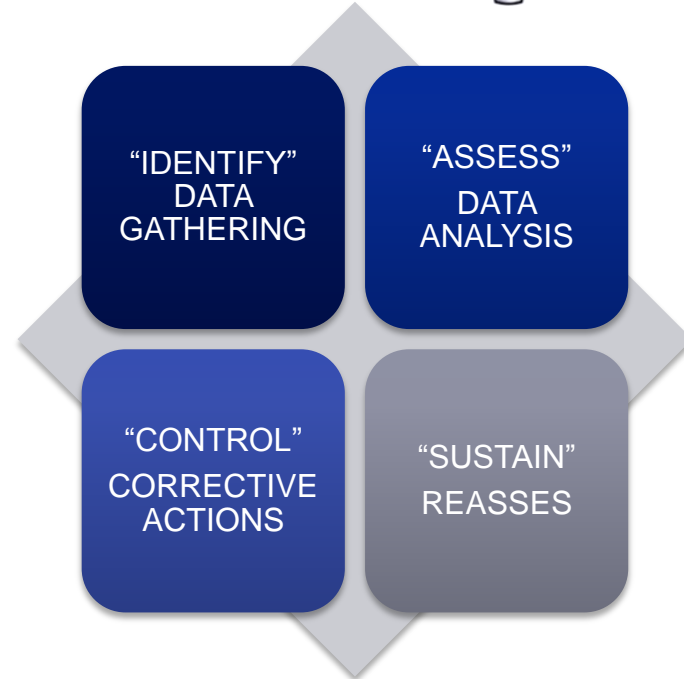 “IDENTIFY”
DATA
GATHERING
“ASSESS”
DATA
ANALYSIS
“CONTROL”
CORRECTIVE
ACTIONS
“SUSTAIN”
REASSES